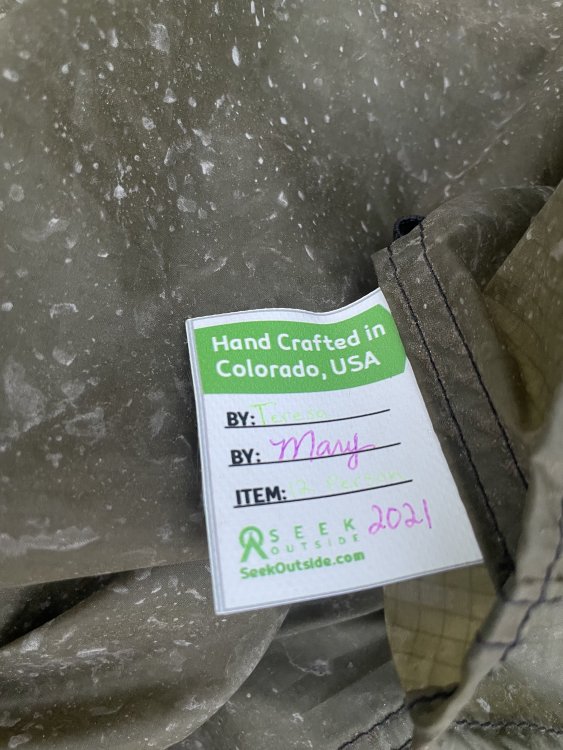 Hand Crafted in
Colorado, USA
BY: Teresa
BY: Mary
ITEM: 12 Person
2021
SEEK
OUTSIDE
SeekOutside.com